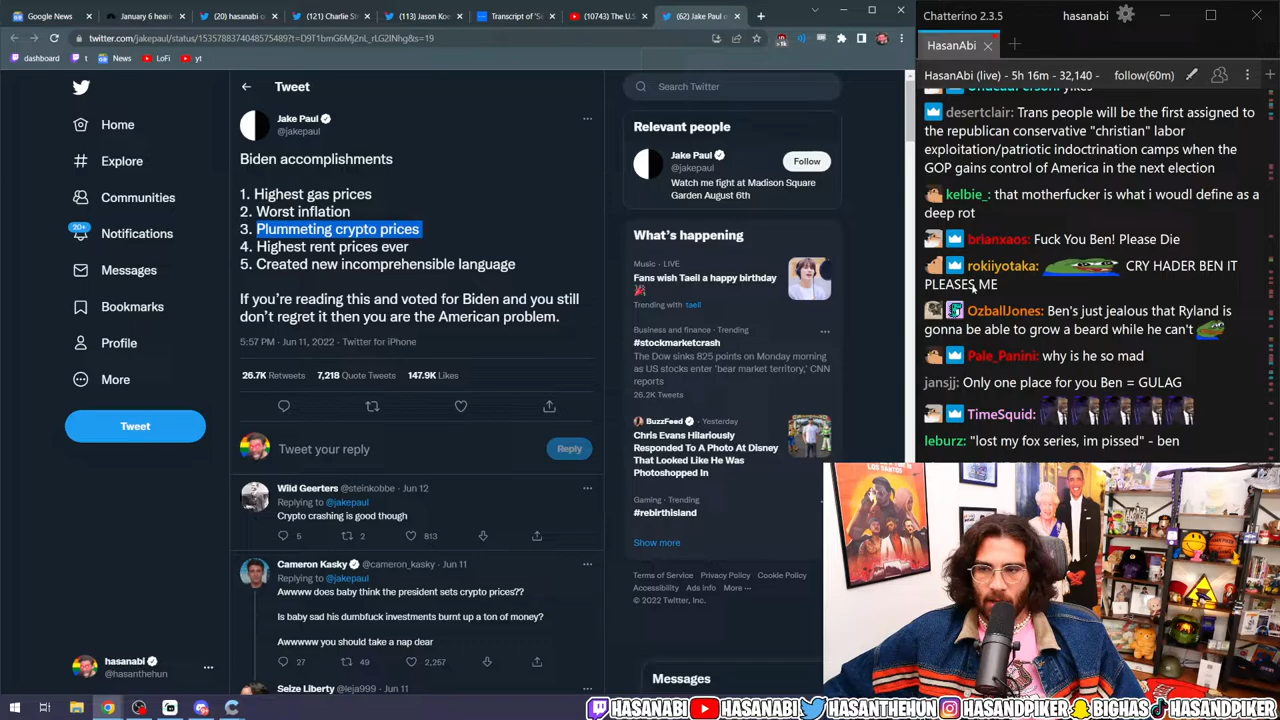 Google News
January 6 heari
(20) hasanabi o
(121) Charlie S
(113) Jason Ko
Transcript of 'S
(10743) The U.S
(62) Jake Paul o
Chatterino 2.3.5
hasanabi
twitter.com/jakepaul/status/1535788374048575489?t=D9T1bmG6Mj2nL_rLG2INhg&s=19
HasanAbi
dashboard
t
News
LoFi
yt
HasanAbi (live) - 5h 16m - 32,140 -
follow(60m)
Tweet
Search Twitter
Home
Explore
Communities
20+
Notifications
Messages
Bookmarks
Profile
More
Tweet
hasanabi
@hasanthehun
Jake Paul
@jakepaul
Biden accomplishments
1. Highest gas prices
2. Worst inflation
3. Plummeting crypto prices
4. Highest rent prices ever
5. Created new incomprehensible language
If you're reading this and voted for Biden and you still
don't regret it then you are the American problem.
5:57 PM · Jun 11, 2022 · Twitter for iPhone
26.7K Retweets 7,218 Quote Tweets 147.9K Likes
Tweet your reply
Reply
Wild Geerters @steinkobbe · Jun 12
Replying to @jakepaul
Crypto crashing is good though
5
2
813
Cameron Kasky @cameron_kasky · Jun 11
Replying to @jakepaul
Awwww does baby think the president sets crypto prices??
Is baby sad his dumbfuck investments burnt up a ton of money?
Awwwww you should take a nap dear
27
49
2,257
Seize Liberty @leja999 · Jun 11
Relevant people
Jake Paul
@jakepaul
Follow
Watch me fight at Madison Square
Garden August 6th
What's happening
Music · LIVE
Fans wish Taeil a happy birthday
Trending with taeil
Business and finance · Trending
#stockmarketcrash
The Dow sinks 825 points on Monday morning
as US stocks enter 'bear market territory,' CNN
reports
26.2K Tweets
BuzzFeed · Yesterday
Chris Evans Hilariously
Responded To A Photo At Disney
That Looked Like He Was
Photoshopped In
Gaming · Trending
#rebirthisland
Show more
Terms of Service Privacy Policy Cookie Policy
Accessibility Ads info More
© 2022 Twitter, Inc.
Messages
yikes
desertclair: Trans people will be the first assigned to
the republican conservative "christian" labor
exploitation/patriotic indoctrination camps when the
GOP gains control of America in the next election
kelbie_: that motherfucker is what i woudl define as a
deep rot
brianxaos: Fuck You Ben! Please Die
rokiiyotaka: CRY HADER BEN IT
PLEASES ME
OzballJones: Ben's just jealous that Ryland is
gonna be able to grow a beard while he can't
Pale_Panini: why is he so mad
jansjj: Only one place for you Ben = GULAG
TimeSquid:
leburz: "lost my fox series, im pissed" - ben
LOS SANTOS
HASANABI HASANABI HASANTHEHUN HASANDPIKER BIGHAS HASANDPIKER